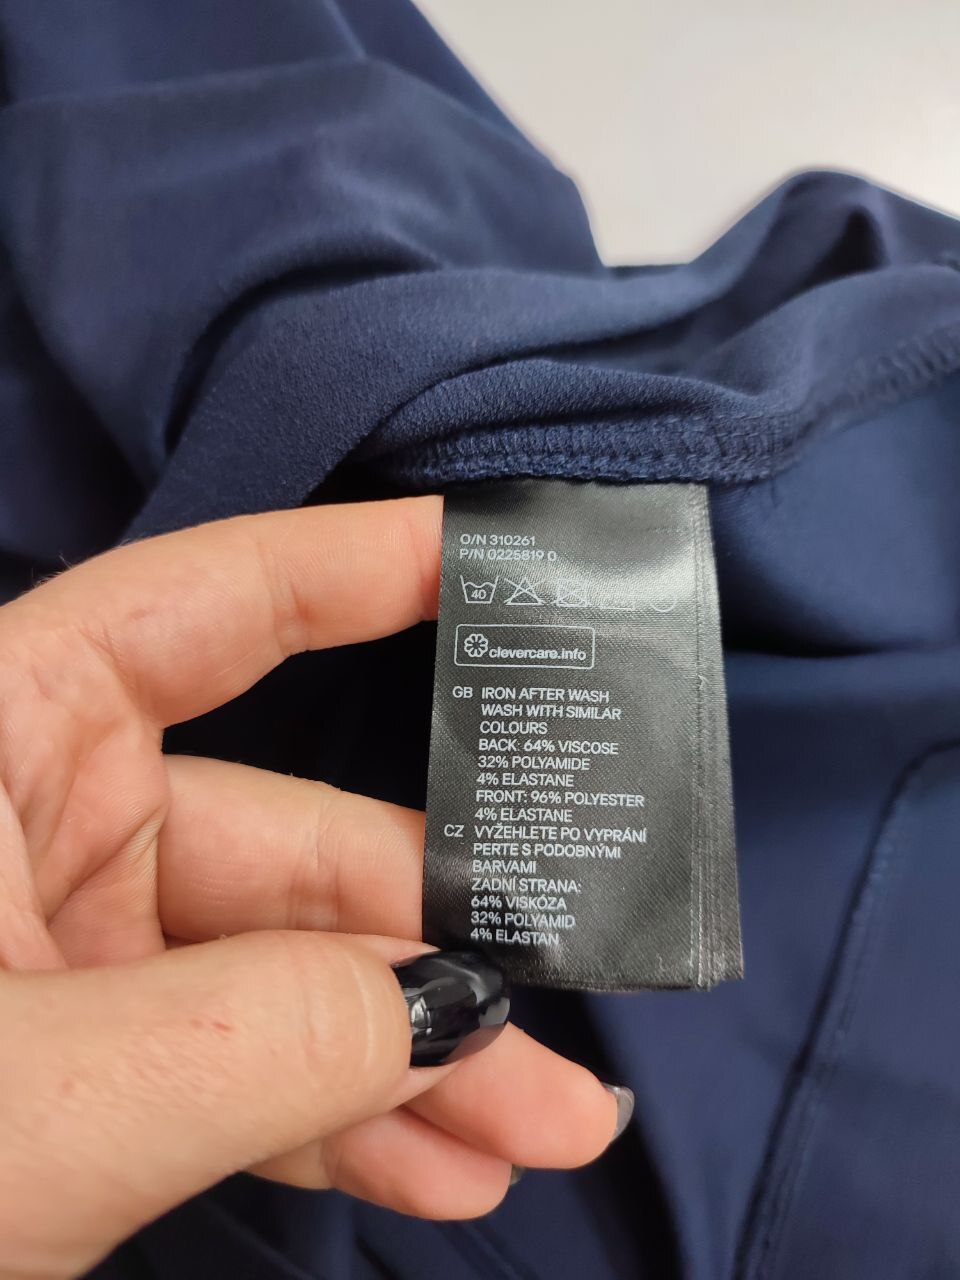 O/N 310261
P/N 0225819 0
40
clevercare.info
GB IRON AFTER WASH
WASH WITH SIMILAR
COLOURS
BACK: 64% VISCOSE
32% POLYAMIDE
4% ELASTANE
FRONT: 96% POLYESTER
4% ELASTANE
CZ VYŽEHLETE PO VYPRÁNÍ
PERTE S PODOBNÝMI
BARVAMI
ZADNÍ STRANA:
64% VISKÓZA
32% POLYAMID
4% ELASTAN